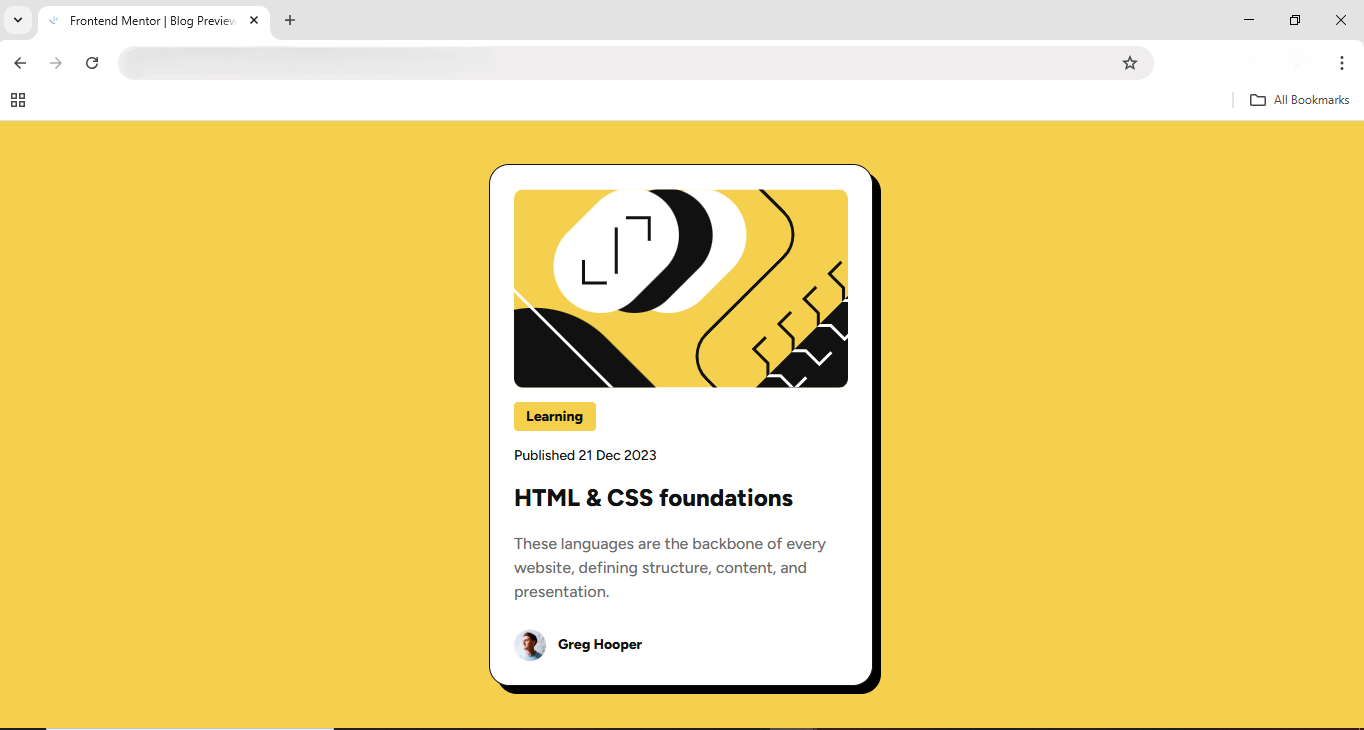 Frontend Mentor | Blog Preview
All Bookmarks
Learning
Published 21 Dec 2023
HTML & CSS foundations
These languages are the backbone of every
website, defining structure, content, and
presentation.
Greg Hooper